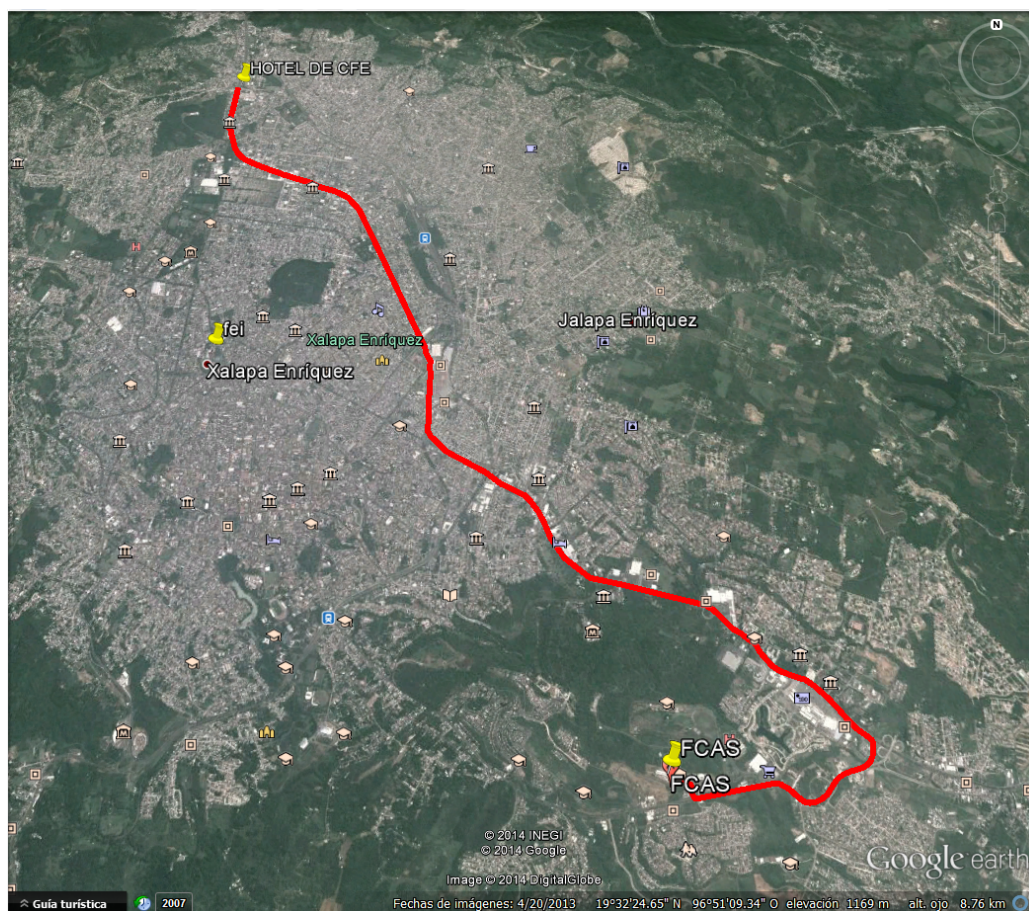 N
HOTEL DE CFE
fei
Jalapa Enríquez
Xalapa Enríquez
Xalapa Enríquez
FCAS
FCAS
© 2014 INEGI
© 2014 Google
Image © 2014 DigitalGlobe
Google earth
Guía turística
2007
Fechas de imágenes: 4/20/2013 19°32'24.65" N 96°51'09.34" O elevación 1169 m alt. ojo 8.76 km